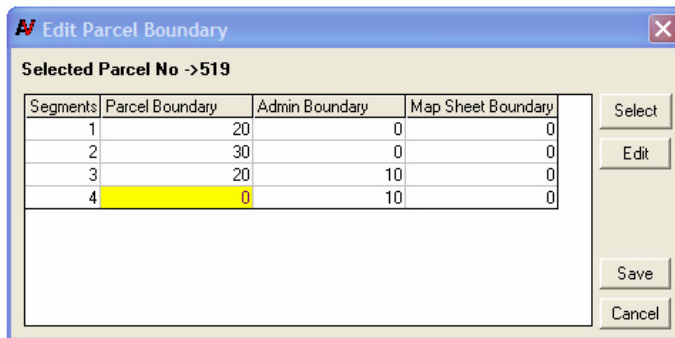 Edit Parcel Boundary
Selected Parcel No ->519
Segments Parcel Boundary Admin Boundary Map Sheet Boundary
1 20 0 0
2 30 0 0
3 20 10 0
4 0 10 0
Select
Edit
Save
Cancel